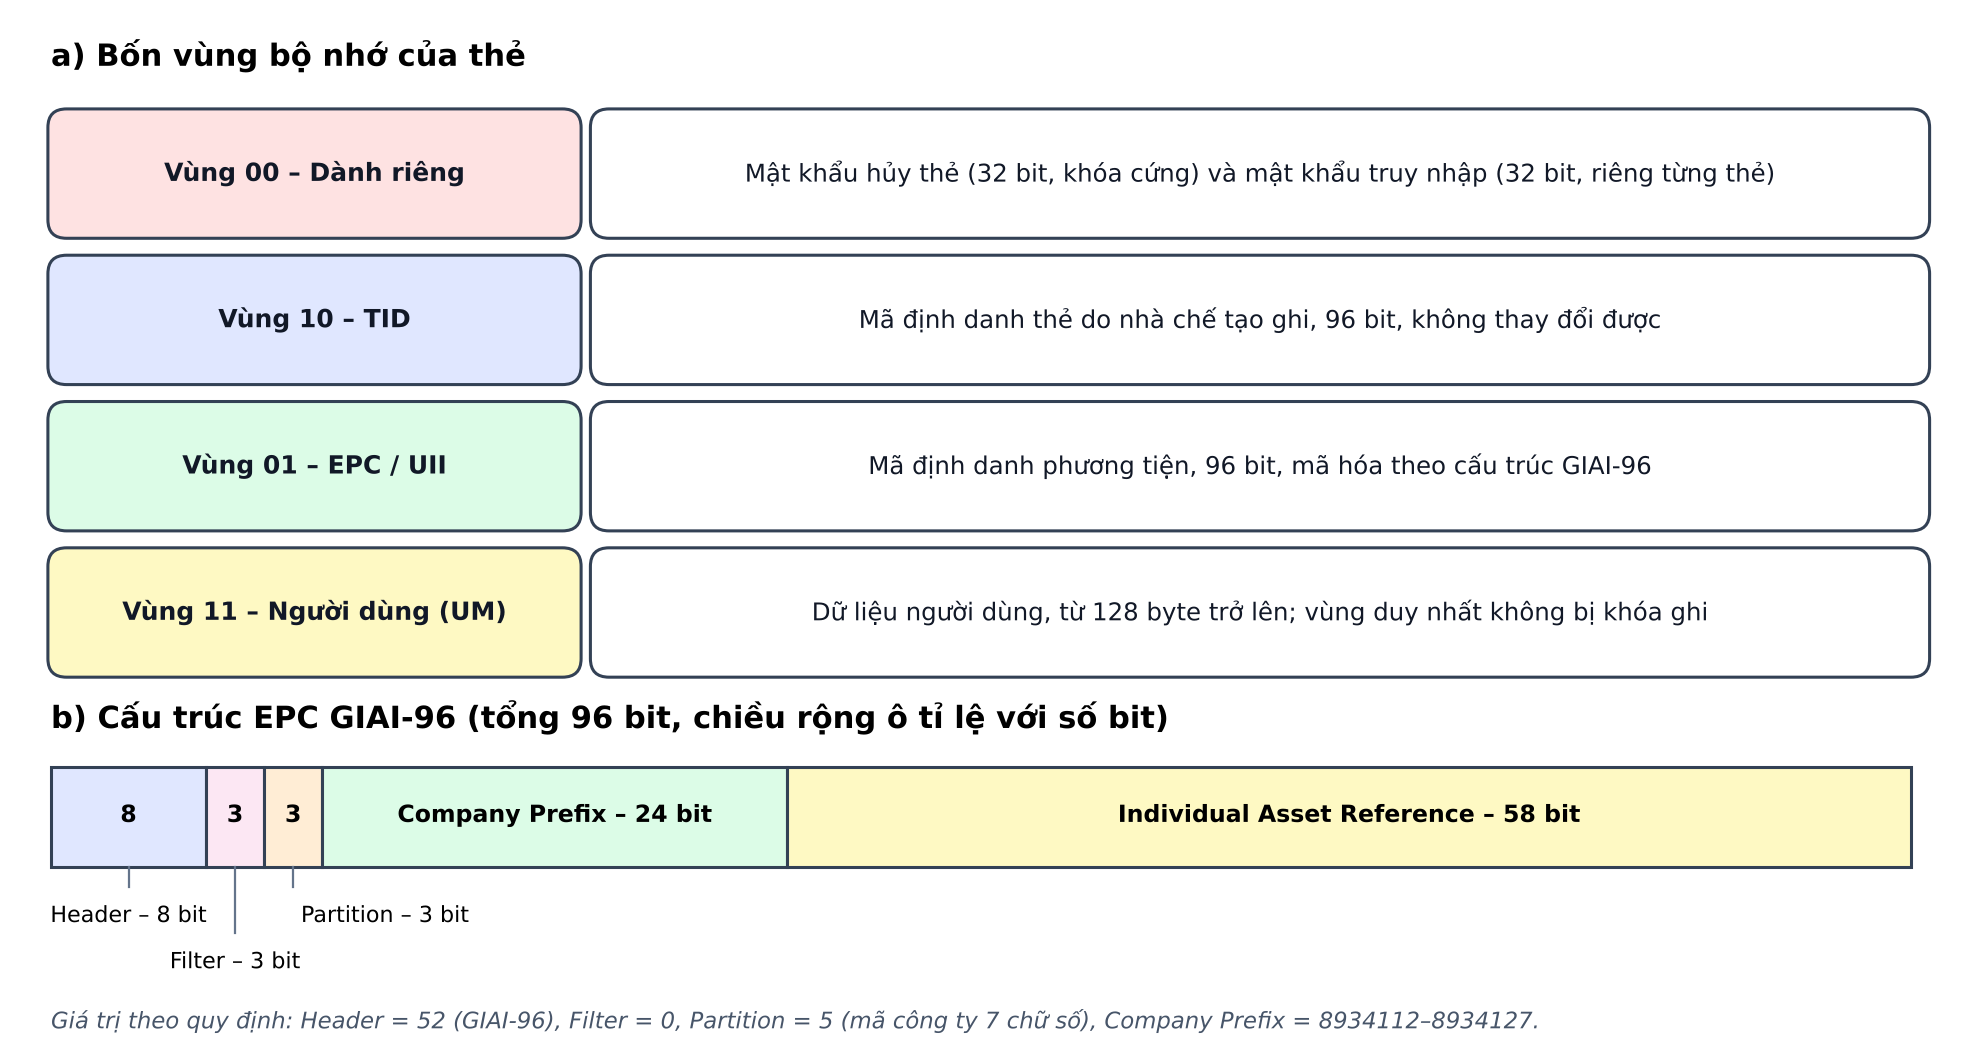 a) Bốn vùng bộ nhớ của thẻ
Vùng 00 – Dành riêng
Mật khẩu hủy thẻ (32 bit, khóa cứng) và mật khẩu truy nhập (32 bit, riêng từng thẻ)
Vùng 10 – TID
Mã định danh thẻ do nhà chế tạo ghi, 96 bit, không thay đổi được
Vùng 01 – EPC / UII
Mã định danh phương tiện, 96 bit, mã hóa theo cấu trúc GIAI-96
Vùng 11 – Người dùng (UM)
Dữ liệu người dùng, từ 128 byte trở lên; vùng duy nhất không bị khóa ghi
b) Cấu trúc EPC GIAI-96 (tổng 96 bit, chiều rộng ô tỉ lệ với số bit)
8
3
3
Company Prefix – 24 bit
Individual Asset Reference – 58 bit
Header – 8 bit
Partition – 3 bit
Filter – 3 bit
Giá trị theo quy định: Header = 52 (GIAI-96), Filter = 0, Partition = 5 (mã công ty 7 chữ số), Company Prefix = 8934112–8934127.